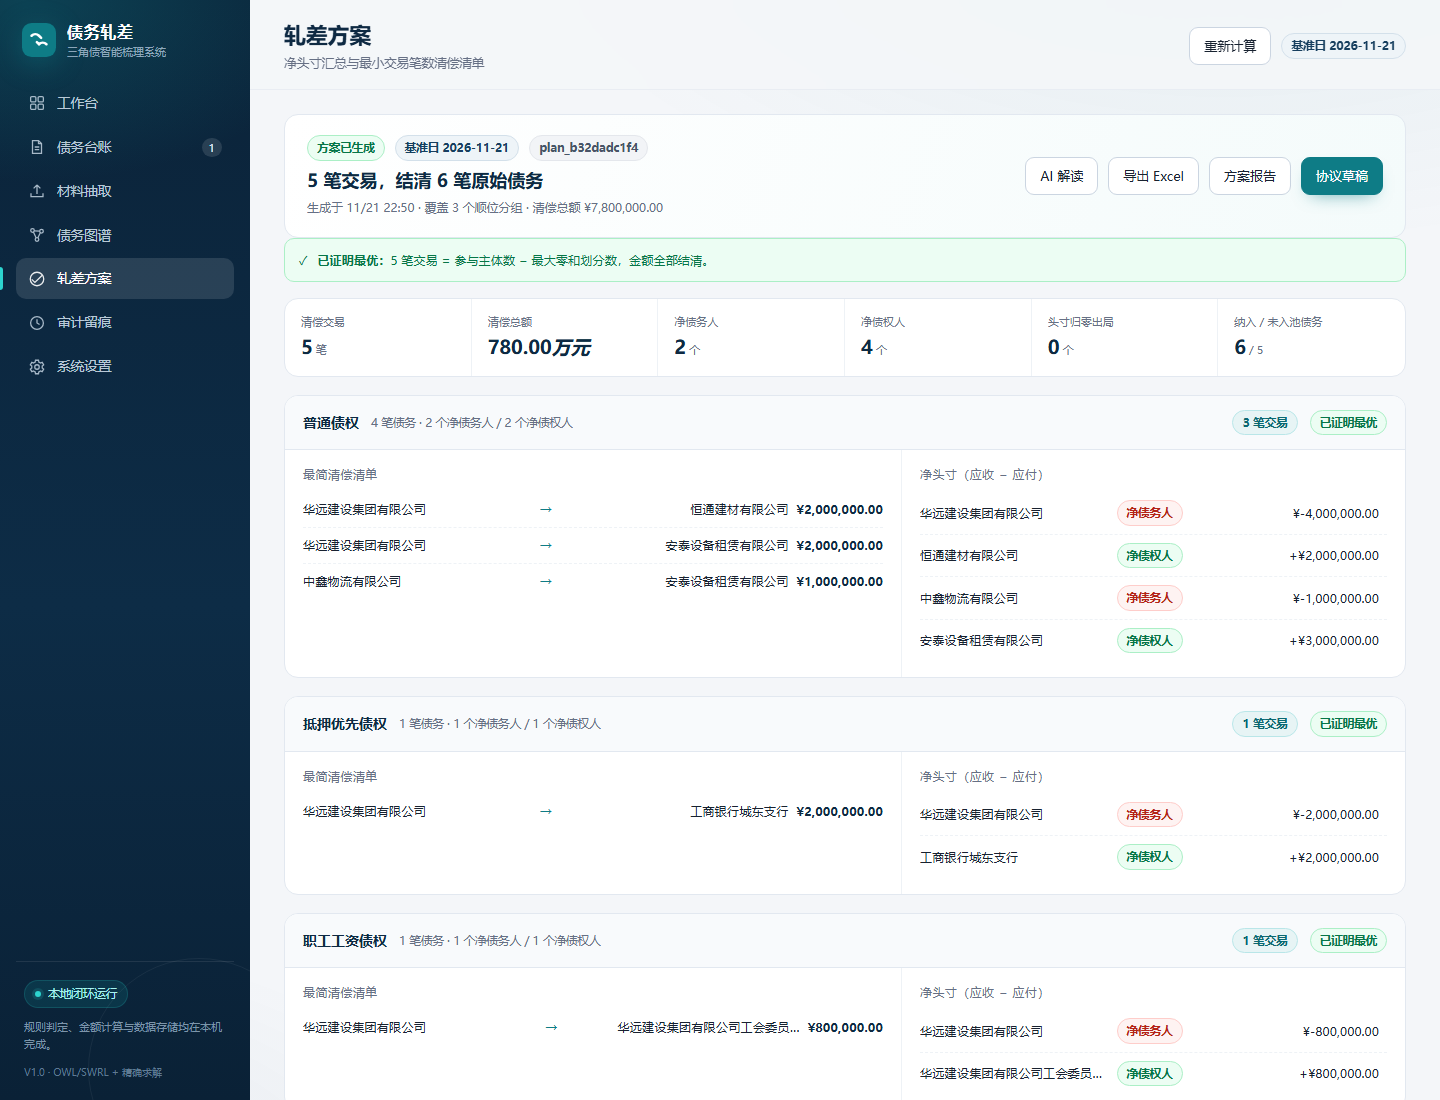 债务轧差
三角债智能梳理系统
工作台
债务台账 1
材料抽取
债务图谱
轧差方案
审计留痕
系统设置
本地闭环运行
规则判定、金额计算与数据存储均在本机完成。
V1.0 · OWL/SWRL + 精确求解
轧差方案
净头寸汇总与最小交易笔数清偿清单
重新计算 基准日 2026-11-21
方案已生成 基准日 2026-11-21 plan_b32dadc1f4
5 笔交易，结清 6 笔原始债务
生成于 11/21 22:50 · 覆盖 3 个顺位分组 · 清偿总额 ¥7,800,000.00
AI 解读 导出 Excel 方案报告 协议草稿
✓ 已证明最优：5 笔交易 = 参与主体数 − 最大零和划分数，金额全部结清。
清偿交易
5 笔
清偿总额
780.00万元
净债务人
2 个
净债权人
4 个
头寸归零出局
0 个
纳入 / 未入池债务
6 / 5
普通债权 4 笔债务 · 2 个净债务人 / 2 个净债权人 3 笔交易 已证明最优
最简清偿清单
华远建设集团有限公司 → 恒通建材有限公司 ¥2,000,000.00
华远建设集团有限公司 → 安泰设备租赁有限公司 ¥2,000,000.00
中鑫物流有限公司 → 安泰设备租赁有限公司 ¥1,000,000.00
净头寸（应收 − 应付）
华远建设集团有限公司 净债务人 ¥-4,000,000.00
恒通建材有限公司 净债权人 +¥2,000,000.00
中鑫物流有限公司 净债务人 ¥-1,000,000.00
安泰设备租赁有限公司 净债权人 +¥3,000,000.00
抵押优先债权 1 笔债务 · 1 个净债务人 / 1 个净债权人 1 笔交易 已证明最优
最简清偿清单
华远建设集团有限公司 → 工商银行城东支行 ¥2,000,000.00
净头寸（应收 − 应付）
华远建设集团有限公司 净债务人 ¥-2,000,000.00
工商银行城东支行 净债权人 +¥2,000,000.00
职工工资债权 1 笔债务 · 1 个净债务人 / 1 个净债权人 1 笔交易 已证明最优
最简清偿清单
华远建设集团有限公司 → 华远建设集团有限公司工会委员... ¥800,000.00
净头寸（应收 − 应付）
华远建设集团有限公司 净债务人 ¥-800,000.00
华远建设集团有限公司工会委员... 净债权人 +¥800,000.00